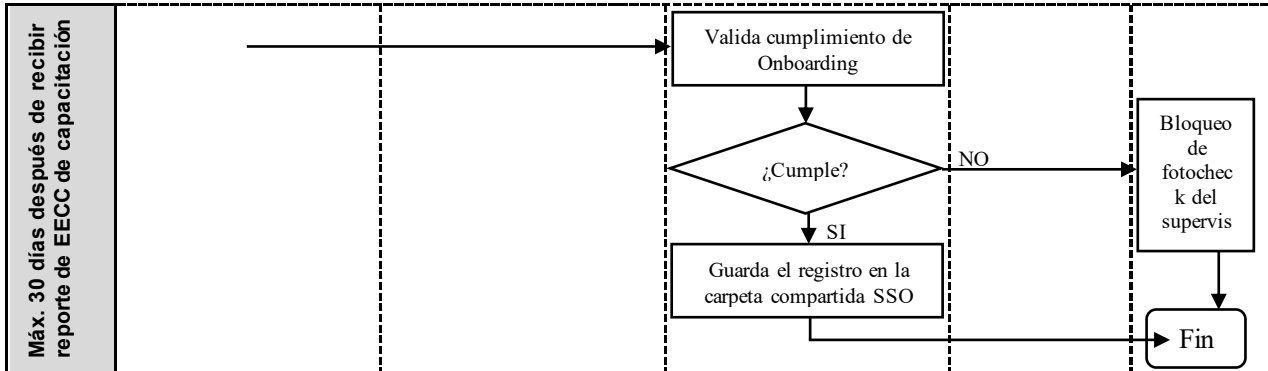 Máx. 30 días después de recibir
reporte de EECC de capacitación
Valida cumplimiento de
Onboarding
¿Cumple?
NO
SI
Bloqueo
de
fotochec
k del
supervis
Guarda el registro en la
carpeta compartida SSO
Fin